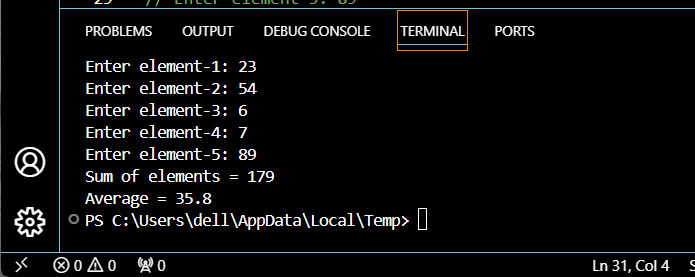 29 // Enter element-5: 89
PROBLEMS OUTPUT DEBUG CONSOLE TERMINAL PORTS
Enter element-1: 23
Enter element-2: 54
Enter element-3: 6
Enter element-4: 7
Enter element-5: 89
Sum of elements = 179
Average = 35.8
PS C:\Users\dell\AppData\Local\Temp>
0 0 0 Ln 31, Col 4